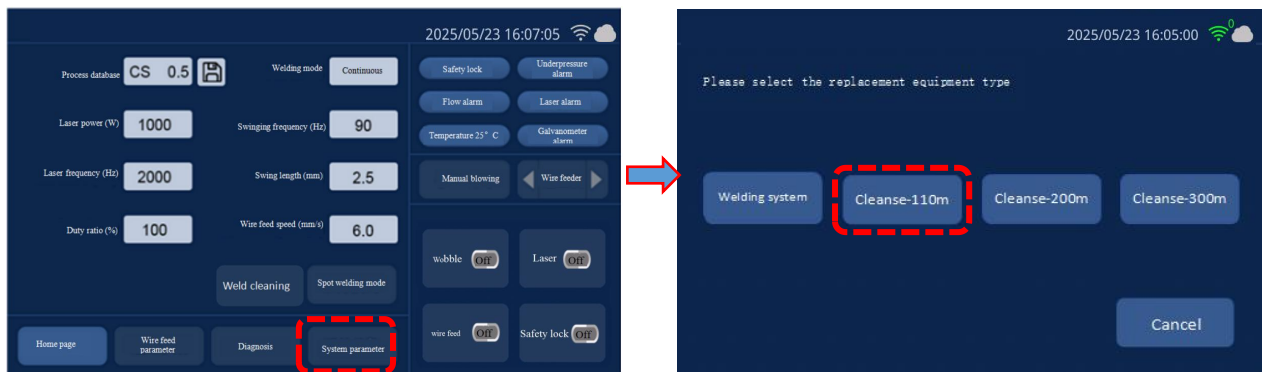 2025/05/23 16:07:05
Process database CS 0.5
Welding mode Continuous
Laser power (W) 1000
Swinging frequency (Hz) 90
Laser frequency (Hz) 2000
Swing length (mm) 2.5
Duty ratio (%) 100
Wire feed speed (mm/s) 6.0
Weld cleaning
Spot welding mode
Home page
Wire feed
parameter
Diagnosis
System parameter
Safety lock
Underpressure
alarm
Flow alarm
Laser alarm
Temperature 25° C
Galvanometer
alarm
Manual blowing
Wire feeder
wobble Off
Laser Off
wire feed Off
Safety lock Off
2025/05/23 16:05:00 0
Please select the replacement equipment type
Welding system
Cleanse-110m
Cleanse-200m
Cleanse-300m
Cancel